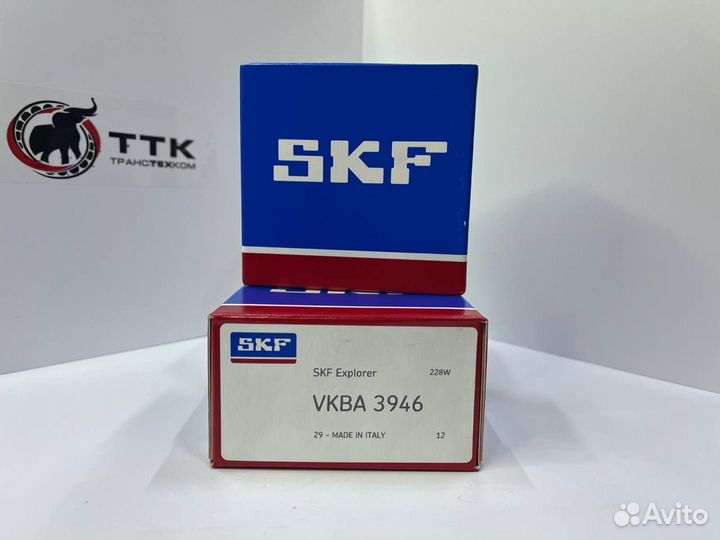 SKF
TTK
ТРАНСТЕХКОМ
SKF
SKF Explorer
228W
VKBA 3946
29 - MADE IN ITALY
12
Avito